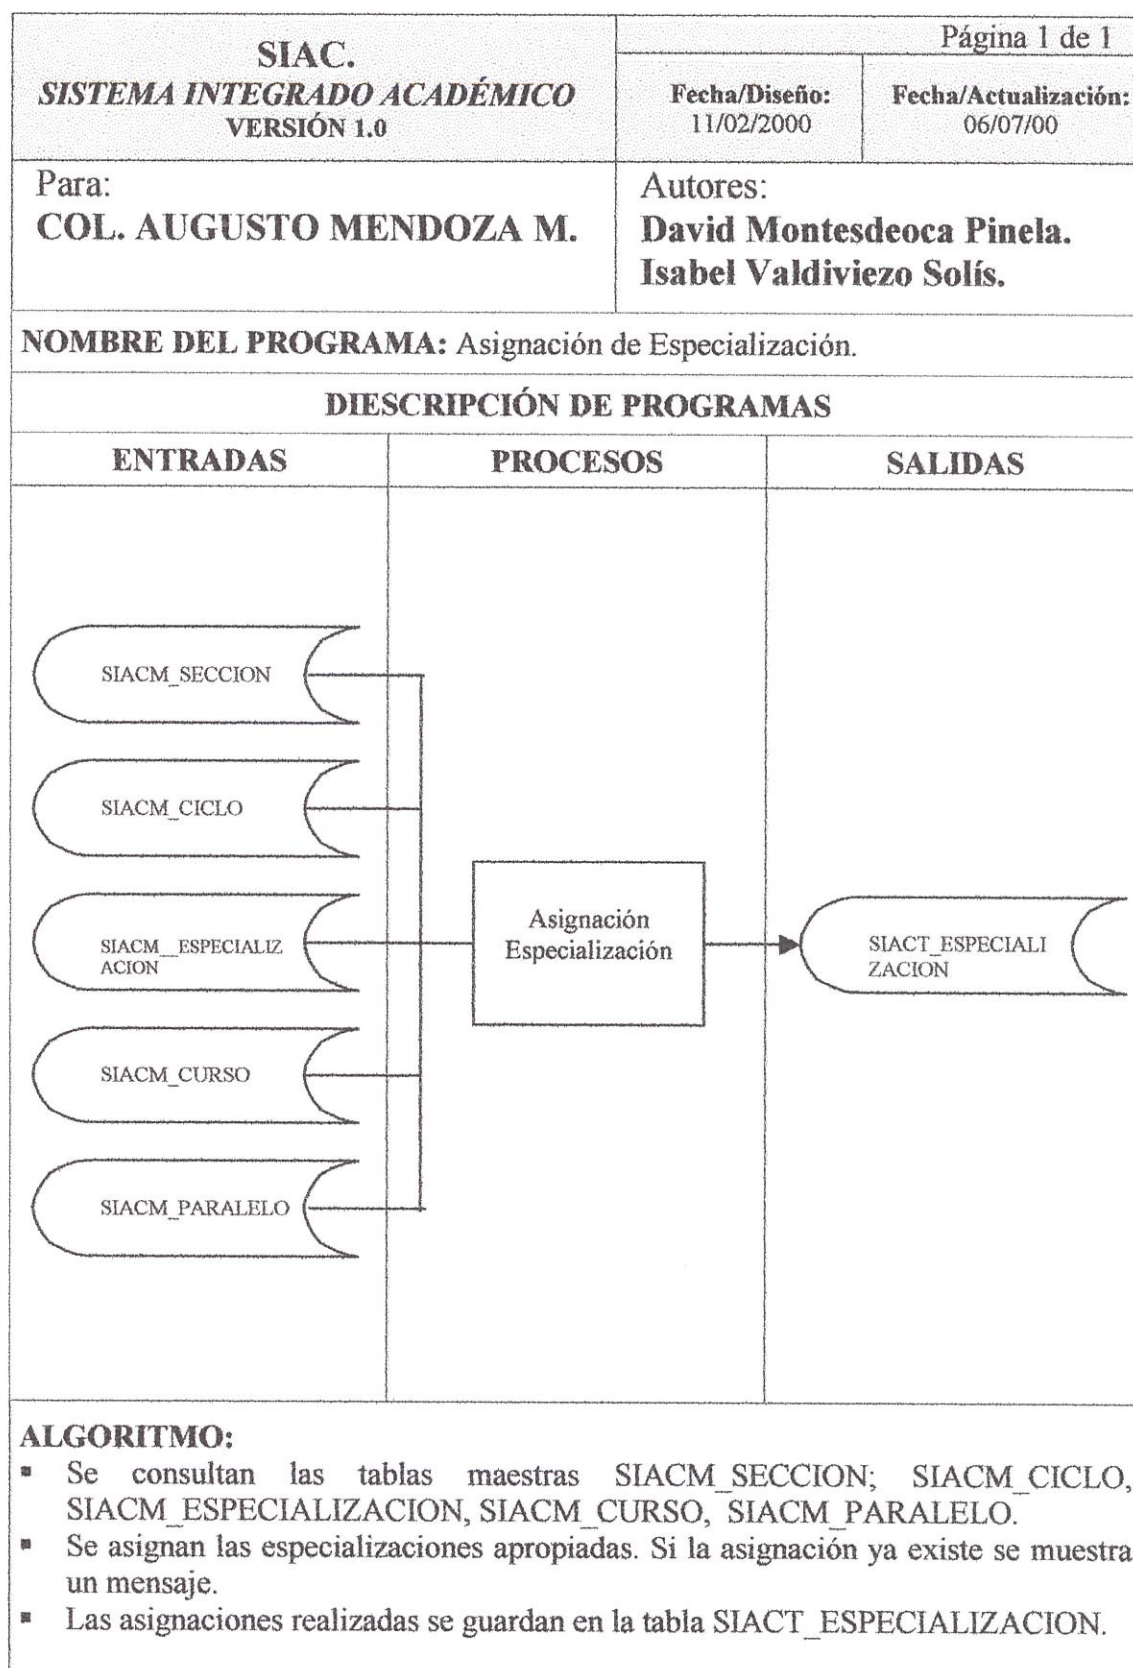 SIAC.
SISTEMA INTEGRADO ACADÉMICO
VERSIÓN 1.0
Página 1 de 1
Fecha/Diseño:
11/02/2000
Fecha/Actualización:
06/07/00
Para:
COL. AUGUSTO MENDOZA M.
Autores:
David Montesdeoca Pinela.
Isabel Valdiviezo Solís.
NOMBRE DEL PROGRAMA: Asignación de Especialización.
DIESCRIPCIÓN DE PROGRAMAS
ENTRADAS
PROCESOS
SALIDAS
SIACM_SECCION
SIACM_CICLO
SIACM__ESPECIALIZ
ACION
SIACM_CURSO
SIACM_PARALELO
Asignación
Especialización
SIACT_ESPECIALI
ZACION
ALGORITMO:
▪ Se consultan las tablas maestras SIACM_SECCION; SIACM_CICLO,
SIACM_ESPECIALIZACION, SIACM_CURSO, SIACM_PARALELO.
▪ Se asignan las especializaciones apropiadas. Si la asignación ya existe se muestra
un mensaje.
▪ Las asignaciones realizadas se guardan en la tabla SIACT_ESPECIALIZACION.